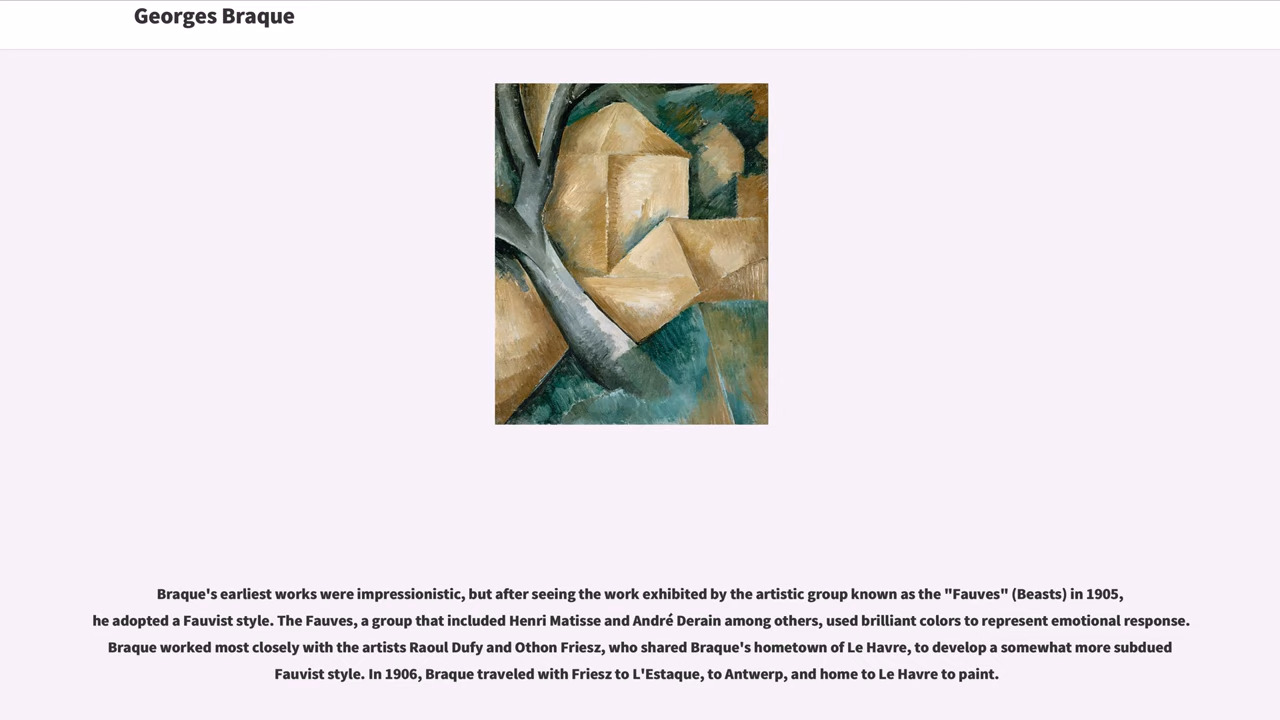 Georges Braque
Braque's earliest works were impressionistic, but after seeing the work exhibited by the artistic group known as the "Fauves" (Beasts) in 1905,
he adopted a Fauvist style. The Fauves, a group that included Henri Matisse and André Derain among others, used brilliant colors to represent emotional response.
Braque worked most closely with the artists Raoul Dufy and Othon Friesz, who shared Braque's hometown of Le Havre, to develop a somewhat more subdued
Fauvist style. In 1906, Braque traveled with Friesz to L'Estaque, to Antwerp, and home to Le Havre to paint.